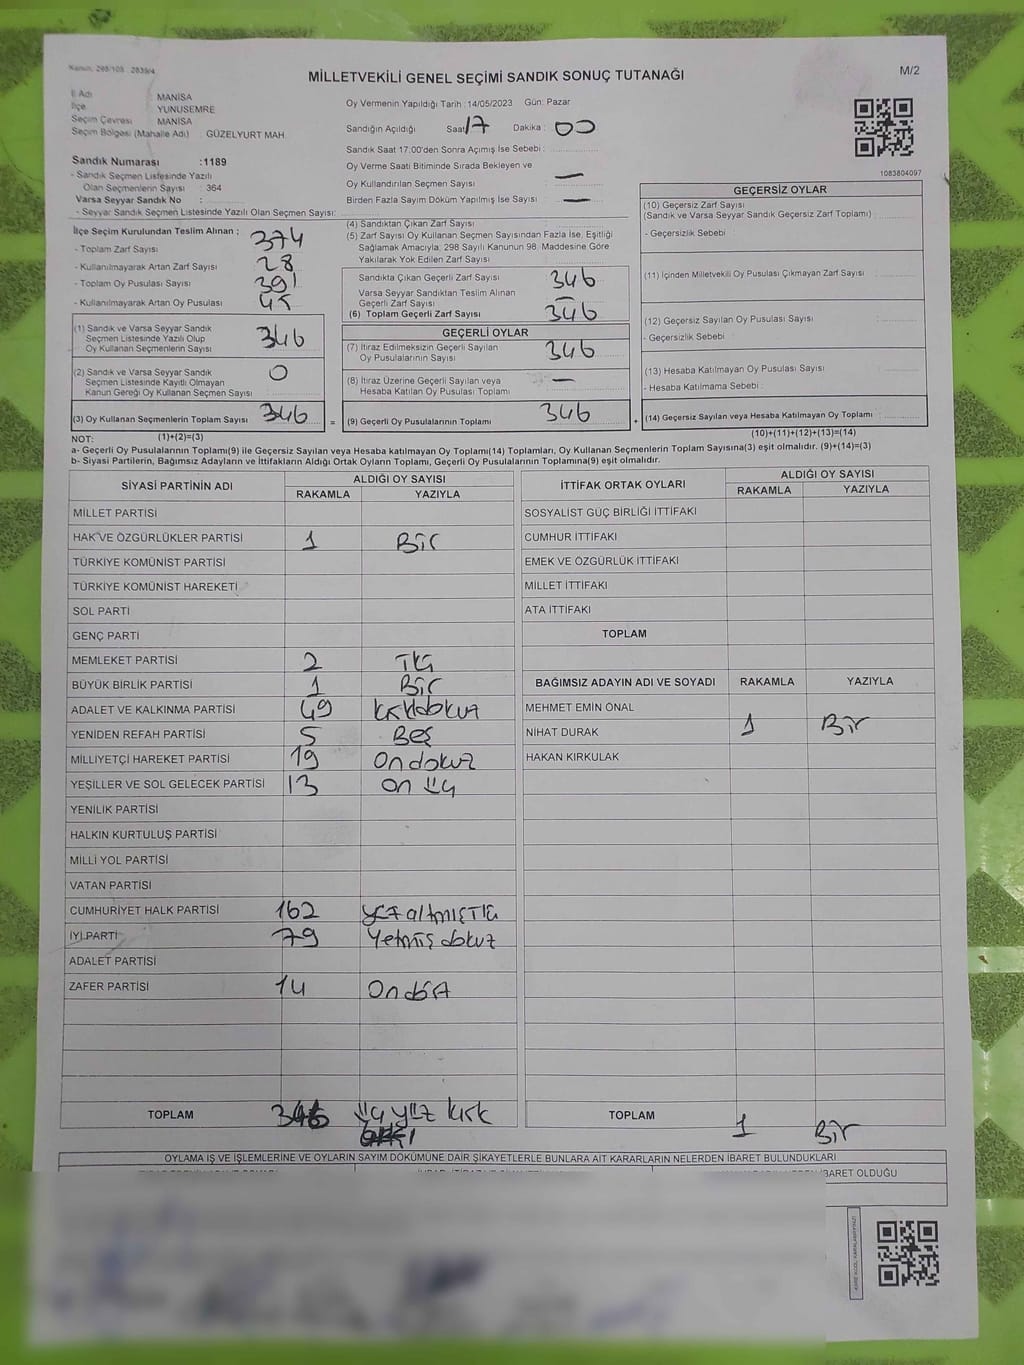 Kanun, 298/105 : 2839/4
MİLLETVEKİLİ GENEL SEÇİMİ SANDIK SONUÇ TUTANAĞI
M/2
İl Adı MANİSA
İlçe YUNUSEMRE
Seçim Çevresi MANİSA
Seçim Bölgesi (Mahalle Adı) : GÜZELYURT MAH.
Oy Vermenin Yapıldığı Tarih : 14/05/2023 Gün: Pazar
Sandığın Açıldığı Saat 17 Dakika : 00
Sandık Saat 17:00'den Sonra Açımış İse Sebebi :
Oy Verme Saati Bitiminde Sırada Bekleyen ve
Oy Kullandırılan Seçmen Sayısı —
Birden Fazla Sayım Döküm Yapılmış İse Sayısı —
1083804097
Sandık Numarası :1189
- Sandık Seçmen Listesinde Yazılı
Olan Seçmenlerin Sayısı : 364
Varsa Seyyar Sandık No :
- Seyyar Sandık Seçmen Listesinde Yazılı Olan Seçmen Sayısı:
İlçe Seçim Kurulundan Teslim Alınan ;
- Toplam Zarf Sayısı 374
- Kullanılmayarak Artan Zarf Sayısı 28
- Toplam Oy Pusulası Sayısı 391
- Kullanılmayarak Artan Oy Pusulası 45
(1) Sandık ve Varsa Seyyar Sandık
Seçmen Listesinde Yazılı Olup
Oy Kullanan Seçmenlerin Sayısı 346
(2) Sandık ve Varsa Seyyar Sandık
Seçmen Listesinde Kayıtlı Olmayan
Kanun Gereği Oy Kullanan Seçmen Sayısı 0
(3) Oy Kullanan Seçmenlerin Toplam Sayısı 346
(1)+(2)=(3)
(4) Sandıktan Çıkan Zarf Sayısı
(5) Zarf Sayısı Oy Kullanan Seçmen Sayısından Fazla İse, Eşitliği
Sağlamak Amacıyla, 298 Sayılı Kanunun 98. Maddesine Göre
Yakılarak Yok Edilen Zarf Sayısı
Sandıkta Çıkan Geçerli Zarf Sayısı 346
Varsa Seyyar Sandıktan Teslim Alınan
Geçerli Zarf Sayısı —
(6) Toplam Geçerli Zarf Sayısı 346
GEÇERLİ OYLAR
(7) İtiraz Edilmeksizin Geçerli Sayılan
Oy Pusulalarının Sayısı 346
(8) İtiraz Üzerine Geçerli Sayılan veya
Hesaba Katılan Oy Pusulası Toplamı —
= (9) Geçerli Oy Pusulalarının Toplamı 346
GEÇERSİZ OYLAR
(10) Geçersiz Zarf Sayısı
(Sandık ve Varsa Seyyar Sandık Geçersiz Zarf Toplamı)
- Geçersizlik Sebebi
(11) İçinden Milletvekili Oy Pusulası Çıkmayan Zarf Sayısı
(12) Geçersiz Sayılan Oy Pusulası Sayısı
- Geçersizlik Sebebi
(13) Hesaba Katılmayan Oy Pusulası Sayısı
- Hesaba Katılmama Sebebi :
+ (14) Geçersiz Sayılan veya Hesaba Katılmayan Oy Toplamı
(10)+(11)+(12)+(13)=(14)
NOT:
a- Geçerli Oy Pusulalarının Toplamı(9) ile Geçersiz Sayılan veya Hesaba katılmayan Oy Toplamı(14) Toplamları, Oy Kullanan Seçmenlerin Toplam Sayısına(3) eşit olmalıdır. (9)+(14)=(3)
b- Siyasi Partilerin, Bağımsız Adayların ve İttifakların Aldığı Ortak Oyların Toplamı, Geçerli Oy Pusulalarının Toplamına(9) eşit olmalıdır.
SİYASİ PARTİNİN ADI ALDIĞI OY SAYISI
RAKAMLA YAZIYLA
MİLLET PARTİSİ
HAK VE ÖZGÜRLÜKLER PARTİSİ 1 Bir
TÜRKİYE KOMÜNİST PARTİSİ
TÜRKİYE KOMÜNİST HAREKETİ
SOL PARTİ
GENÇ PARTİ
MEMLEKET PARTİSİ 2
BÜYÜK BİRLİK PARTİSİ 1 Bir
ADALET VE KALKINMA PARTİSİ 49 kırkdokuz
YENİDEN REFAH PARTİSİ 5 Beş
MİLLİYETÇİ HAREKET PARTİSİ 19 Ondokuz
YEŞİLLER VE SOL GELECEK PARTİSİ 13 on üç
YENİLİK PARTİSİ
HALKIN KURTULUŞ PARTİSİ
MİLLİ YOL PARTİSİ
VATAN PARTİSİ
CUMHURİYET HALK PARTİSİ 162
İYİ PARTİ 79 Yetmiş dokuz
ADALET PARTİSİ
ZAFER PARTİSİ 14 Ondört
TOPLAM üç yüz kırk
İTTİFAK ORTAK OYLARI ALDIĞI OY SAYISI
RAKAMLA YAZIYLA
SOSYALİST GÜÇ BİRLİĞİ İTTİFAKI
CUMHUR İTTİFAKI
EMEK VE ÖZGÜRLÜK İTTİFAKI
MİLLET İTTİFAKI
ATA İTTİFAKI
TOPLAM
BAĞIMSIZ ADAYIN ADI VE SOYADI RAKAMLA YAZIYLA
MEHMET EMİN ÖNAL
NİHAT DURAK 1 Bir
HAKAN KIRKULAK
TOPLAM 1 Bir
OYLAMA İŞ VE İŞLEMLERİNE VE OYLARIN SAYIM DÖKÜMÜNE DAİR ŞİKAYETLERLE BUNLARA AİT KARARLARIN NELERDEN İBARET BULUNDUKLARI
İBARET OLDUĞU